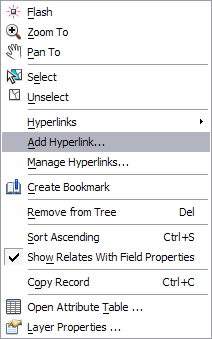 Flash
Zoom To
Pan To
Select
Unselect
Hyperlinks
Add Hyperlink...
Manage Hyperlinks...
Create Bookmark
Remove from Tree Del
Sort Ascending Ctrl+S
Show Relates With Field Properties
Copy Record Ctrl+C
Open Attribute Table ...
Layer Properties ...